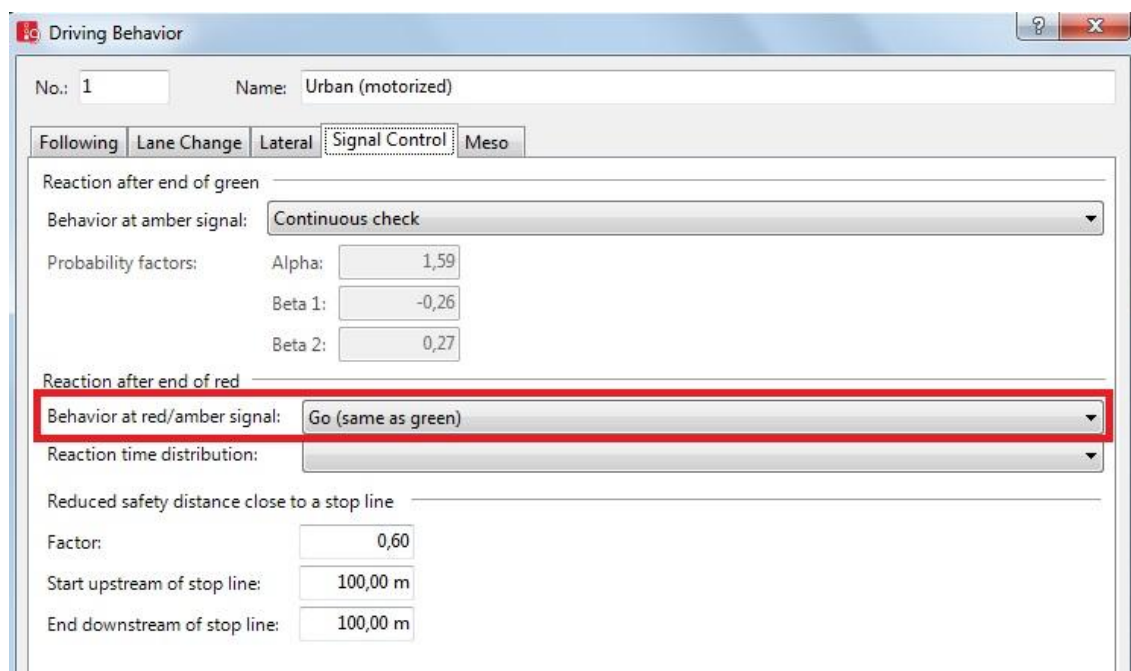 Driving Behavior
No.: 1 Name: Urban (motorized)
Following Lane Change Lateral Signal Control Meso
Reaction after end of green
Behavior at amber signal: Continuous check
Probability factors: Alpha: 1,59
Beta 1: -0,26
Beta 2: 0,27
Reaction after end of red
Behavior at red/amber signal: Go (same as green)
Reaction time distribution:
Reduced safety distance close to a stop line
Factor: 0,60
Start upstream of stop line: 100,00 m
End downstream of stop line: 100,00 m